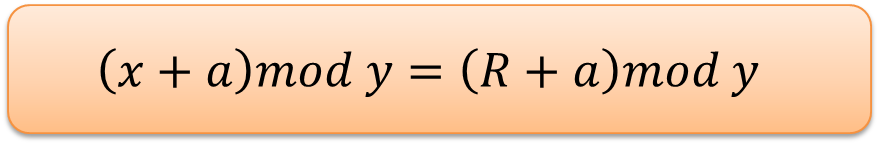 (x + a)mod y = (R + a)mod y